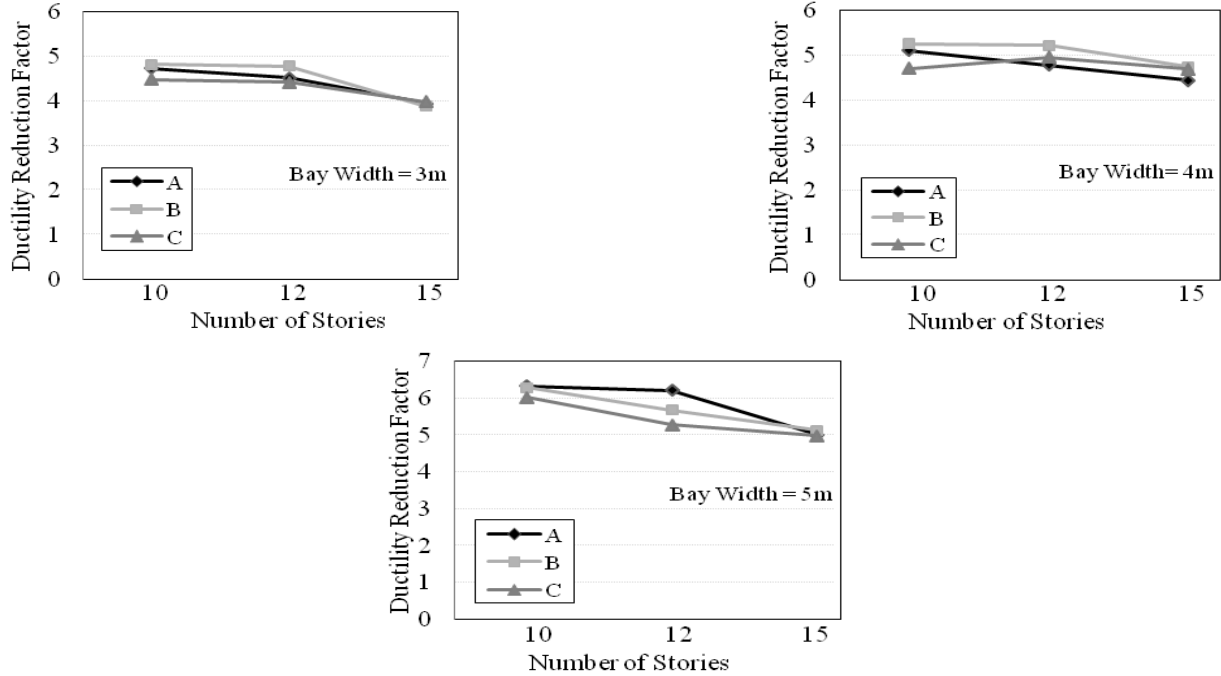 Ductility Reduction Factor
6
5
4
3
2
1
0
Bay Width = 3m
A
B
C
10 12 15
Number of Stories
Ductility Reduction Factor
6
5
4
3
2
1
0
Bay Width= 4m
A
B
C
10 12 15
Number of Stories
Ductility Reduction Factor
7
6
5
4
3
2
1
0
Bay Width = 5m
A
B
C
10 12 15
Number of Stories